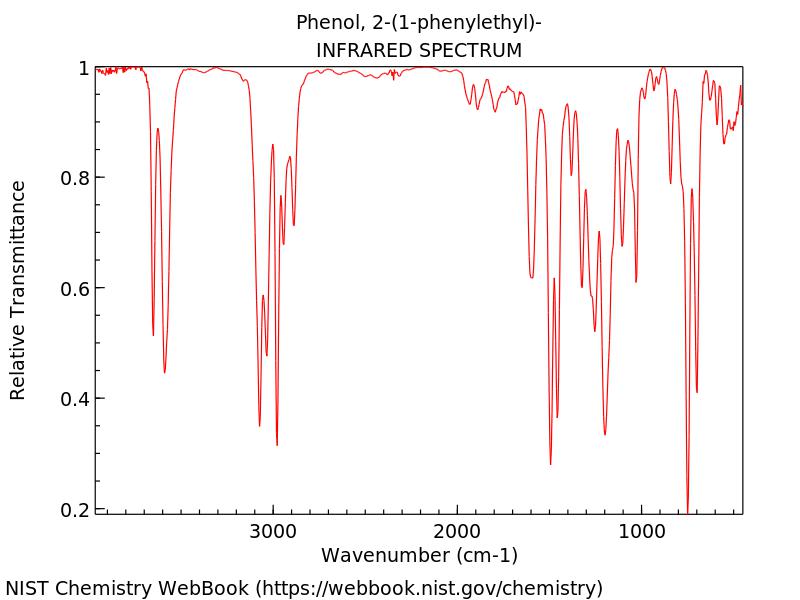 Phenol, 2-(1-phenylethyl)-
INFRARED SPECTRUM
1
0.8
0.6
0.4
0.2
Relative Transmittance
3000 2000 1000
Wavenumber (cm-1)
NIST Chemistry WebBook (https://webbook.nist.gov/chemistry)